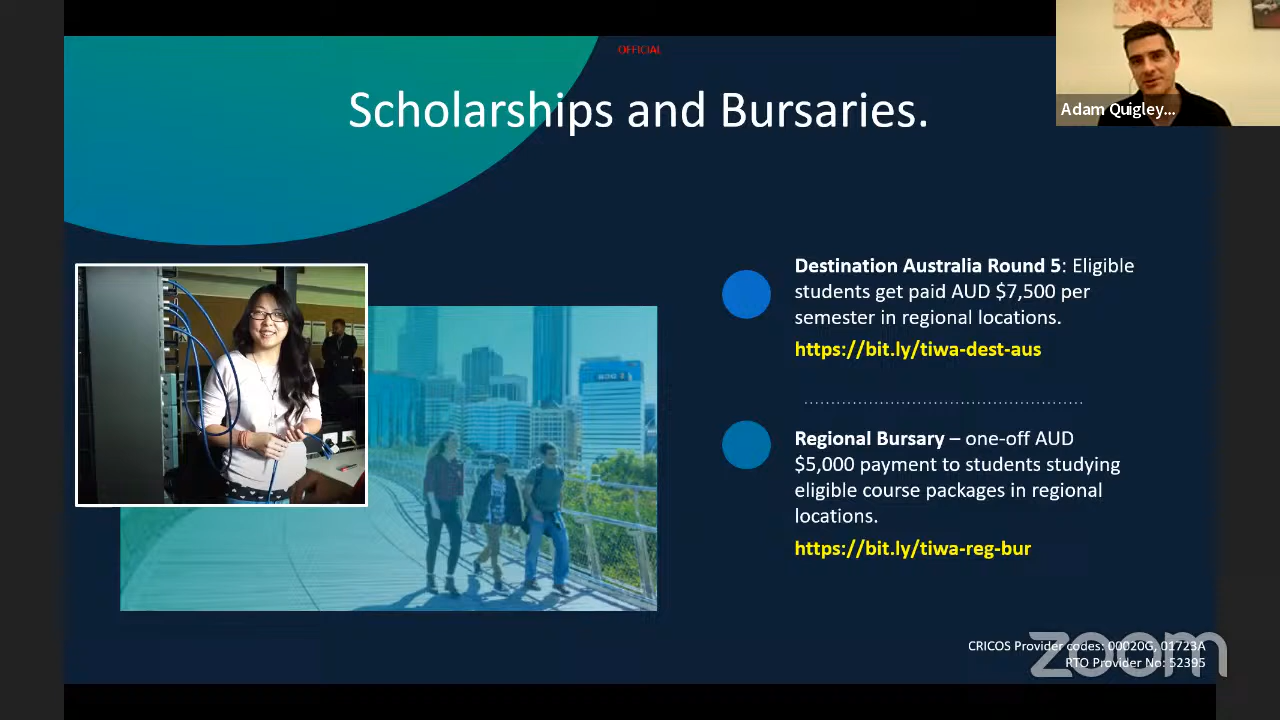 OFFICIAL
Scholarships and Bursaries.
Adam Quigley...
Destination Australia Round 5: Eligible
students get paid AUD $7,500 per
semester in regional locations.
https://bit.ly/tiwa-dest-aus
Regional Bursary – one-off AUD
$5,000 payment to students studying
eligible course packages in regional
locations.
https://bit.ly/tiwa-reg-bur
CRICOS Provider codes: 00020G, 01723A
RTO Provider No: 52395
zoom